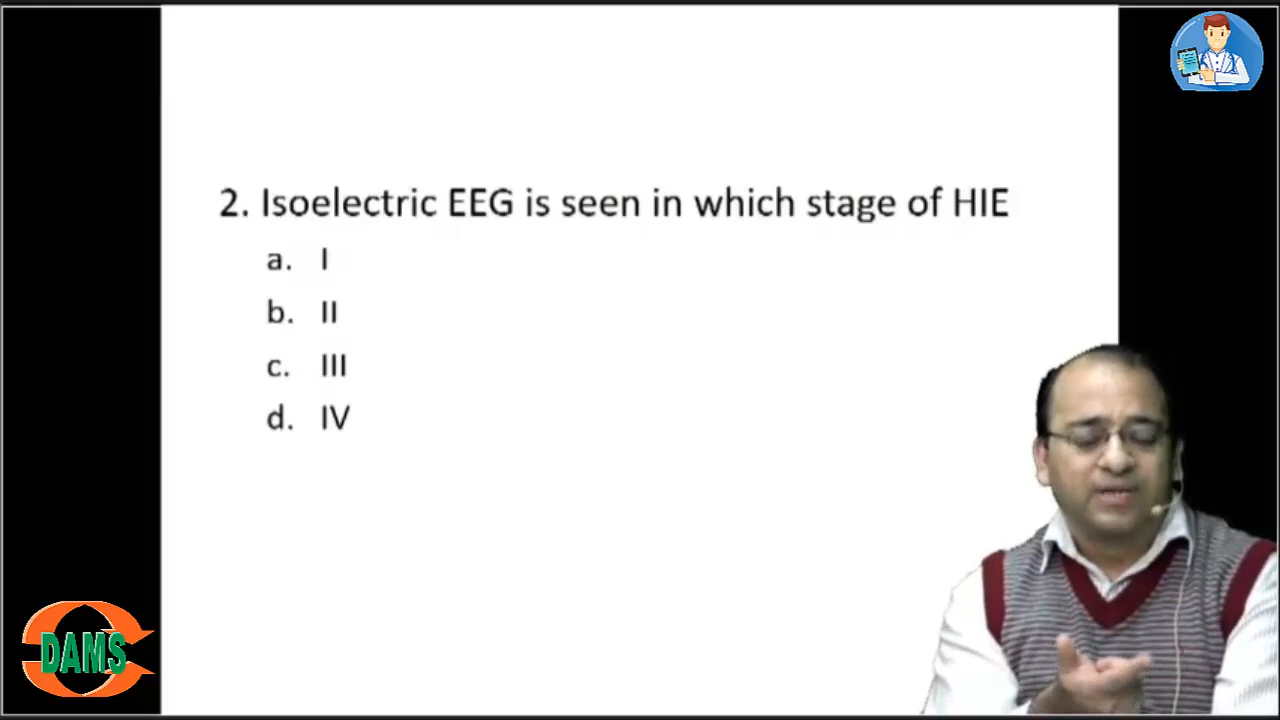 2. Isoelectric EEG is seen in which stage of HIE
a. I
b. II
c. III
d. IV
DAMS